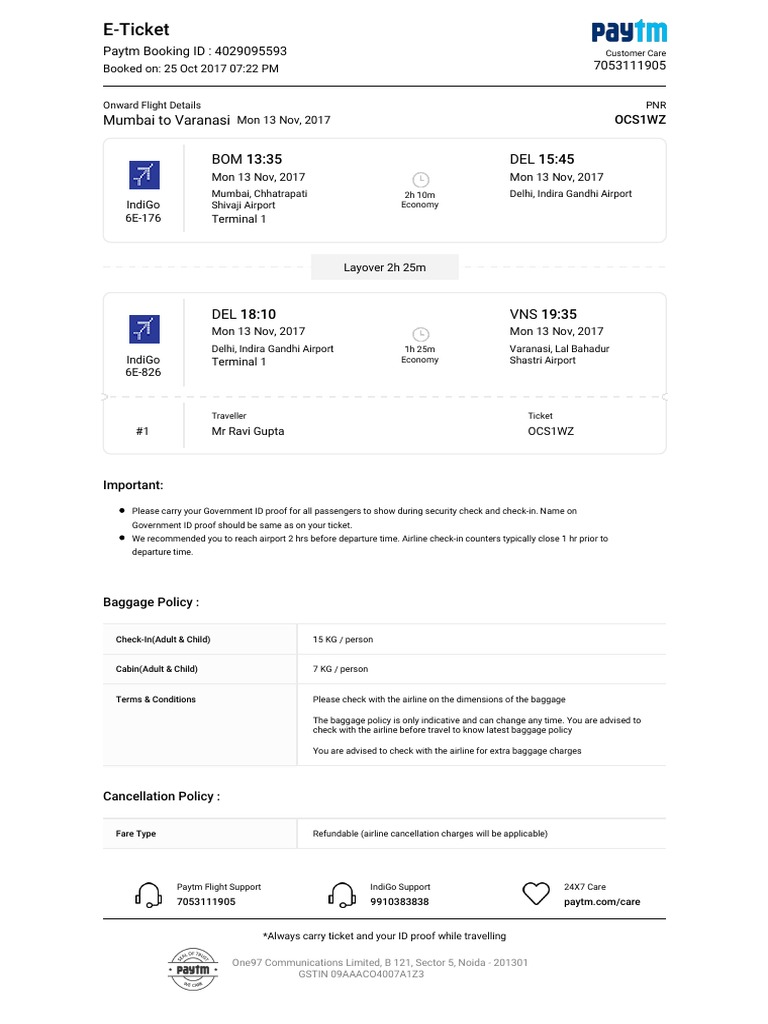 E-Ticket
paytm
Paytm Booking ID : 4029095593
Customer Care
Booked on: 25 Oct 2017 07:22 PM
7053111905
Onward Flight Details
PNR
Mumbai to Varanasi Mon 13 Nov, 2017
OCS1WZ
IndiGo
6E-176
BOM 13:35
Mon 13 Nov, 2017
Mumbai, Chhatrapati
Shivaji Airport
Terminal 1
2h 10m
Economy
DEL 15:45
Mon 13 Nov, 2017
Delhi, Indira Gandhi Airport
Layover 2h 25m
IndiGo
6E-826
DEL 18:10
Mon 13 Nov, 2017
Delhi, Indira Gandhi Airport
Terminal 1
1h 25m
Economy
VNS 19:35
Mon 13 Nov, 2017
Varanasi, Lal Bahadur
Shastri Airport
#1
Traveller
Mr Ravi Gupta
Ticket
OCS1WZ
Important:
● Please carry your Government ID proof for all passengers to show during security check and check-in. Name on
Government ID proof should be same as on your ticket.
● We recommended you to reach airport 2 hrs before departure time. Airline check-in counters typically close 1 hr prior to
departure time.
Baggage Policy :
Check-In(Adult & Child) 15 KG / person
Cabin(Adult & Child) 7 KG / person
Terms & Conditions Please check with the airline on the dimensions of the baggage
The baggage policy is only indicative and can change any time. You are advised to
check with the airline before travel to know latest baggage policy
You are advised to check with the airline for extra baggage charges
Cancellation Policy :
Fare Type Refundable (airline cancellation charges will be applicable)
Paytm Flight Support
7053111905
IndiGo Support
9910383838
24X7 Care
paytm.com/care
*Always carry ticket and your ID proof while travelling
SEAL OF TRUST
paytm
WE CARE
One97 Communications Limited, B 121, Sector 5, Noida - 201301
GSTIN 09AAACO4007A1Z3